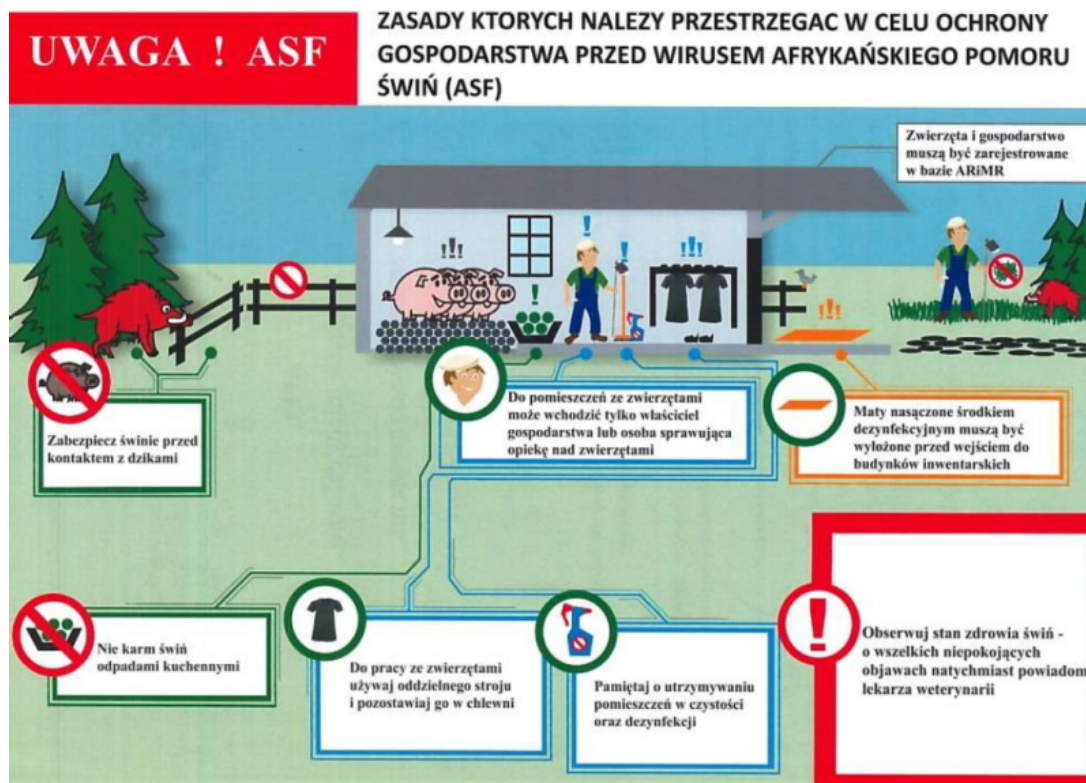 UWAGA ! ASF
ZASADY KTORYCH NALEZY PRZESTRZEGAC W CELU OCHRONY
GOSPODARSTWA PRZED WIRUSEM AFRYKAŃSKIEGO POMORU
ŚWIŃ (ASF)
Zwierzęta i gospodarstwo
muszą być zarejestrowane
w bazie ARiMR
Zabezpiecz świnie przed
kontaktem z dzikami
Do pomieszczeń ze zwierzętami
może wchodzić tylko właściciel
gospodarstwa lub osoba sprawująca
opiekę nad zwierzętami
Maty nasączone środkiem
dezynfekcyjnym muszą być
wyłożone przed wejściem do
budynków inwentarskich
Nie karm świń
odpadami kuchennymi
Do pracy ze zwierzętami
używaj oddzielnego stroju
i pozostawiaj go w chlewni
Pamiętaj o utrzymywaniu
pomieszczeń w czystości
oraz dezynfekcji
Obserwuj stan zdrowia świń -
o wszelkich niepokojących
objawach natychmiast powiadom
lekarza weterynarii